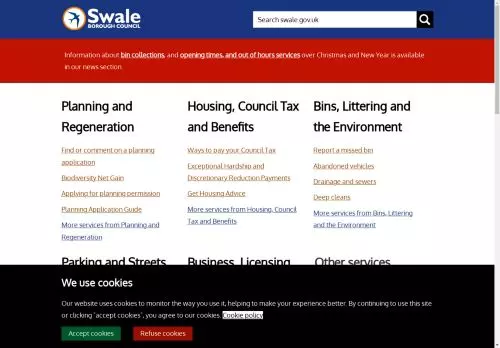 Swale
BOROUGH COUNCIL
Search swale.gov.uk
Information about bin collections, and opening times, and out of hours services over Christmas and New Year is available
in our news section.
Planning and
Regeneration
Find or comment on a planning
application
Biodiversity Net Gain
Applying for planning permission
Planning Application Guide
More services from Planning and
Regeneration
Housing, Council Tax
and Benefits
Ways to pay your Council Tax
Exceptional Hardship and
Discretionary Reduction Payments
Get Housing Advice
More services from Housing, Council
Tax and Benefits
Bins, Littering and
the Environment
Report a missed bin
Abandoned vehicles
Drainage and sewers
Deep cleans
More services from Bins, Littering
and the Environment
Parking and Streets
Business, Licensing
Other services
We use cookies
Our website uses cookies to monitor the way you use it, helping to make your experience better. By continuing to use this site
or clicking "accept cookies", you agree to our cookies. Cookie policy
Accept cookies
Refuse cookies